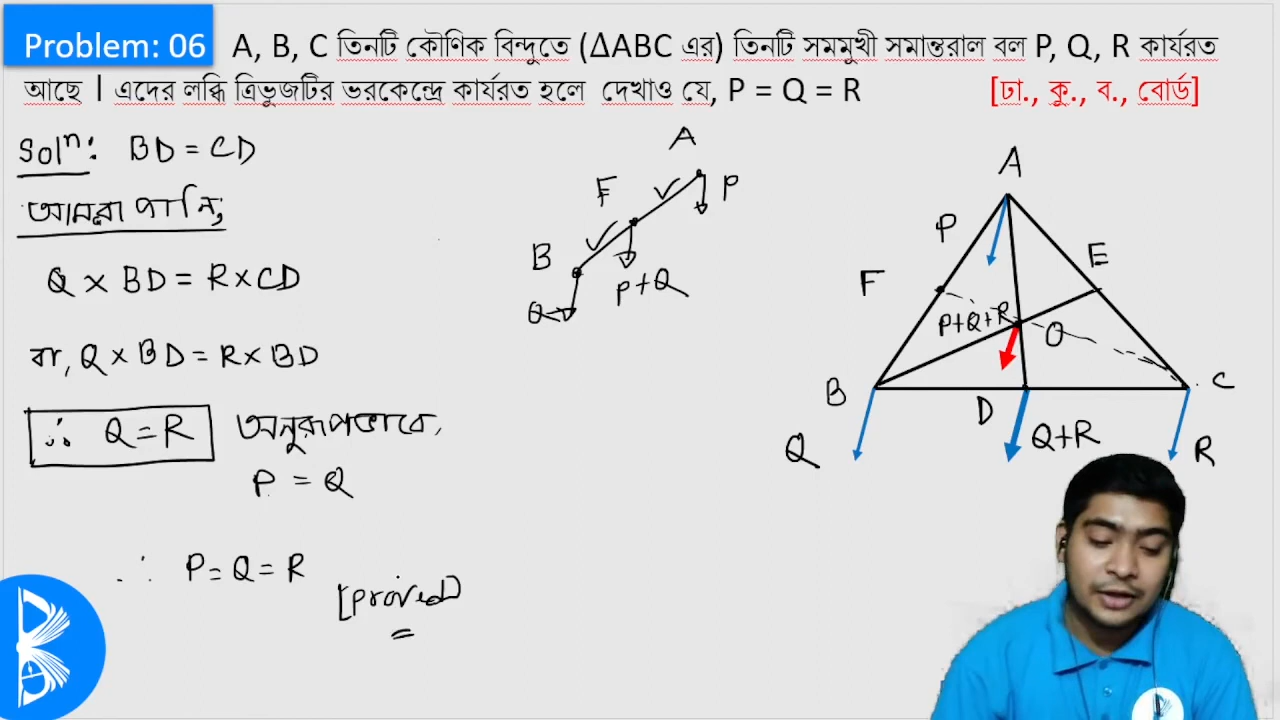 Problem: 06
A, B, C তিনটি কৌণিক বিন্দুতে (ΔABC এর) তিনটি সমমুখী সমান্তরাল বল P, Q, R কার্যরত
আছে । এদের লব্ধি ত্রিভুজটির ভরকেন্দ্রে কার্যরত হলে দেখাও যে, P = Q = R [ঢা., কু., ব., বোর্ড]
Solⁿ: BD = CD
আমরা পানি,
Q × BD = R × CD
বা, Q × BD = R × BD
∴ Q = R অনুরূপভাবে,
P = Q
∴ P = Q = R
[Proved]
A
F
P
B
P+Q
Q
A
P
E
F
P+Q+R
O
B
C
D
Q+R
Q
R